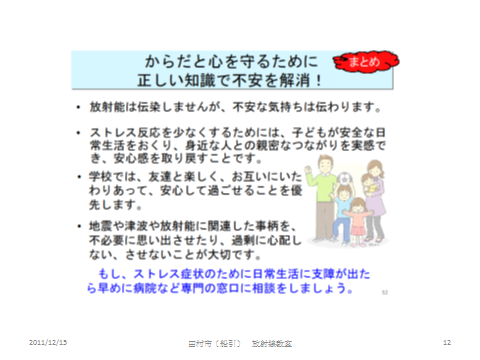 からだと心を守るために
正しい知識で不安を解消！
まとめ
• 放射能は伝染しませんが、不安な気持ちは伝わります。
• ストレス反応を少なくするためには、子どもが安全な日
常生活をおくり、身近な人との親密なつながりを実感で
き、安心感を取り戻すことです。
• 学校では、友達と楽しく、お互いにいた
わりあって、安心して過ごせることを優
先します。
• 地震や津波や放射能に関連した事柄を、
不必要に思い出させたり、過剰に心配し
ない、させないことが大切です。
もし、ストレス症状のために日常生活に支障が出た
ら早めに病院など専門の窓口に相談をしましょう。
52
2011/12/15
田村市〔船引〕 放射線教室
12